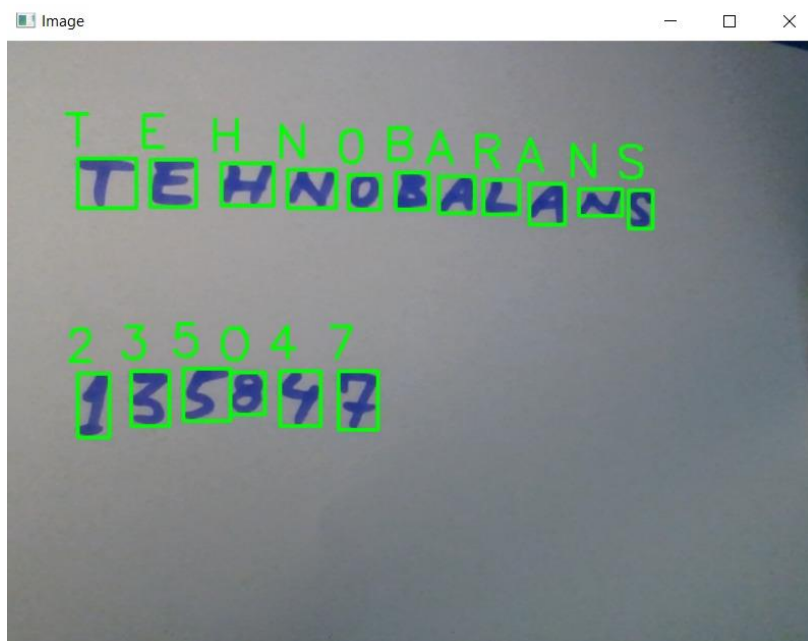 Image
T E H N O B A R A N S
TEHNOBALANS
2 3 5 0 4 7
135847